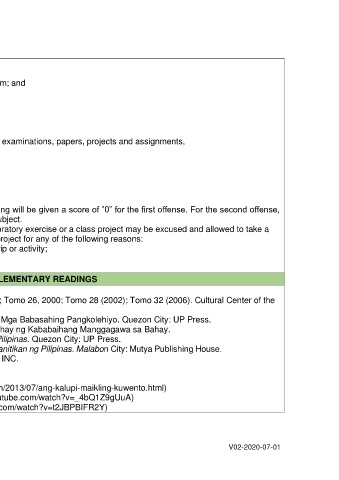 m; and
examinations, papers, projects and assignments,
ng will be given a score of "0" for the first offense. For the second offense,
ubject.
ratory exercise or a class project may be excused and allowed to take a
roject for any of the following reasons:
ip or activity;
LEMENTARY READINGS
; Tomo 26, 2000; Tomo 28 (2002); Tomo 32 (2006). Cultural Center of the
Mga Babasahing Pangkolehiyo. Quezon City: UP Press.
hay ng Kababaihang Manggagawa sa Bahay.
Pilipinas. Quezon City: UP Press.
anitikan ng Pilipinas. Malabon City: Mutya Publishing House.
INC.
/2013/07/ang-kalupi-maikling-kuwento.html)
utube.com/watch?v=_4bQ1Z9gUuA)
com/watch?v=t2JBPBIFR2Y)
V02-2020-07-01